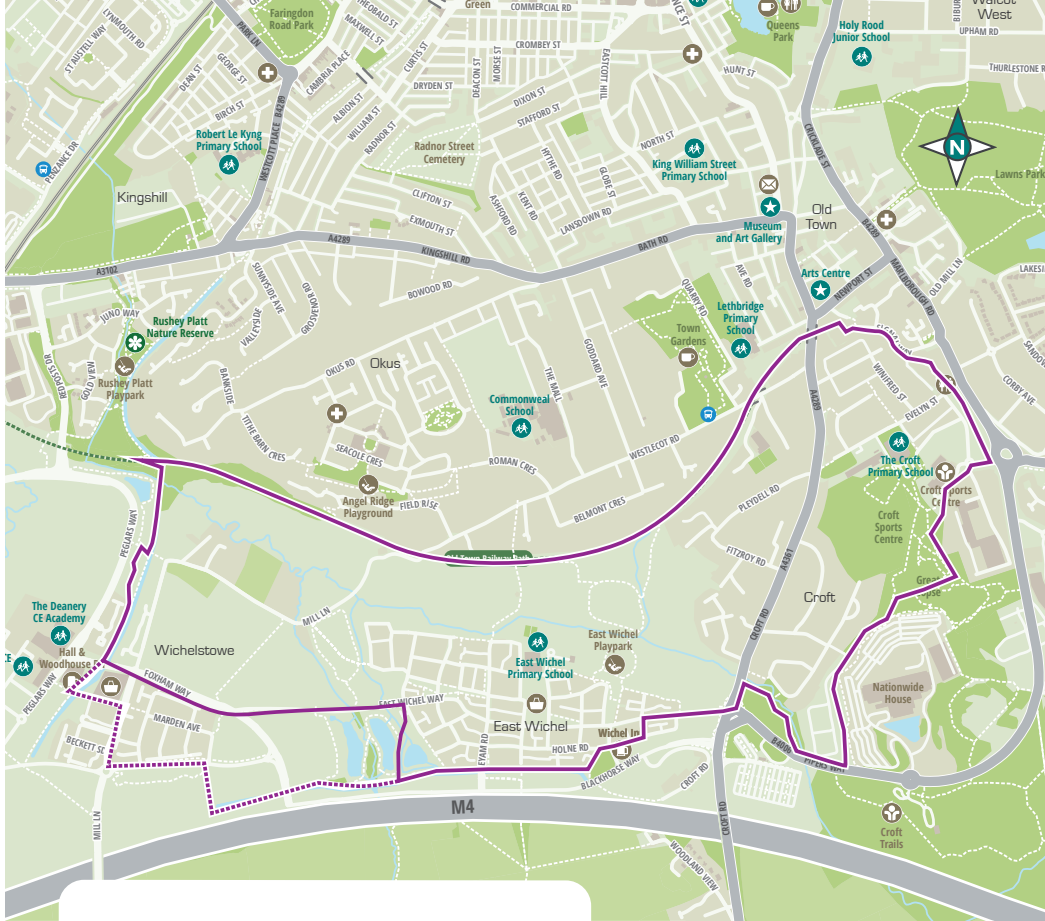 Walcot
West
Green
COMMERCIAL RD
THEOBALD ST
Faringdon
Road Park
PARK LN
MAXWELL ST
LYNMOUTH RD
ST AUSTELL WAY
CURTIS ST
CROMBEY ST
Queens
Park
Holy Rood
Junior School
UPHAM RD
GEORGE ST
DEAN ST
CAMBRIA PLACE
DRYDEN ST
DEACON ST
MORSE ST
EASTCOTT HILL
HUNT ST
THURLESTONE R
BIRCH ST
WESTCOTT PLACE B4289
ALBION ST
WILLIAM ST
RADNOR ST
DIXON ST
STAFFORD ST
Robert Le Kyng
Primary School
Radnor Street
Cemetery
NORTH ST
CRICKLADE ST
N
PENZANCE DR
HYTHE RD
King William Street
Primary School
GLOBE ST
Lawns Park
Kingshill
CLIFTON ST
KENT RD
ASHFORD RD
EXMOUTH ST
LANSDOWN RD
Museum
and Art Gallery
Old
Town
B4289
A4289
KINGSHILL RD
BATH RD
A3102
SUNNYSIDE AVE
BOWOOD RD
AVE RD
Arts Centre
NEWPORT ST
MARLBOROUGH RD
OLD MILL LN
LAKESI
GROSVENOR RD
QUARRY RD
JUNO WAY
Rushey Platt
Nature Reserve
VALLEYSIDE
Lethbridge
Primary
School
Town
Gardens
REDPOSTS DR
GOLD VIEW
Rushey Platt
Playpark
BANKSIDE
OKUS RD
Okus
THE MALL
GODDARD AVE
WINIFRED ST
EVELYN ST
SANDOV
CORBY AVE
A4289
Commonweal
School
TITHE BARN CRES
SEACOLE CRES
WESTLECOT RD
ROMAN CRES
The Croft
Primary School
Croft Sports
Centre
Angel Ridge
Playground
FIELD RISE
BELMONT CRES
PLEYDELL RD
Croft
Sports
Centre
PEGLARS WAY
FITZROY RD
A4361
The Deanery
CE Academy
MILL LN
Croft
CROFT RD
CE
Hall &
Woodhouse
Wichelstowe
East Wichel
Playpark
East Wichel
Primary School
FOXHAM WAY
PEGLARS WAY
Nationwide
House
EAST WICHEL WAY
MARDEN AVE
East Wichel
BECKETT SQ
EYAM RD
HOLNE RD
BLACKHORSE WAY
CROFT RD
PIPERS WAY
M4
CROFT RD
MILL LN
Croft
Trails
WOODLAND VIEW